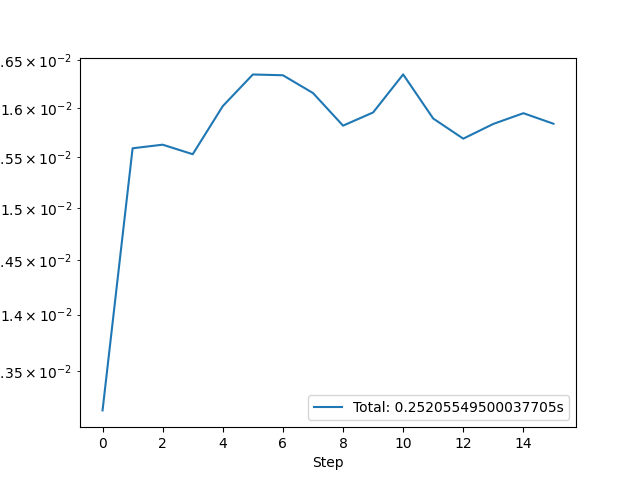 .65 × 10⁻²
1.6 × 10⁻²
.55 × 10⁻²
1.5 × 10⁻²
.45 × 10⁻²
1.4 × 10⁻²
.35 × 10⁻²
Total: 0.25205549500037705s
0 2 4 6 8 10 12 14
Step